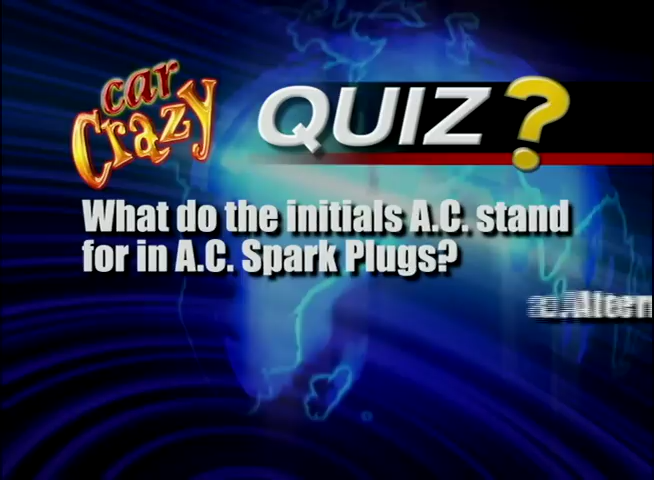 car
Crazy
QUIZ?
What do the initials A.C. stand
for in A.C. Spark Plugs?